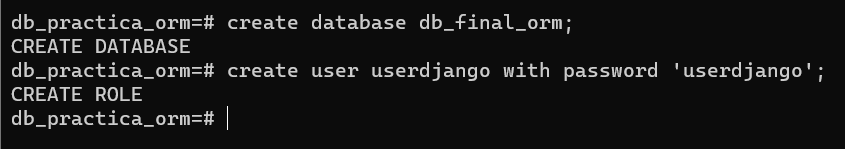 db_practica_orm=# create database db_final_orm;
CREATE DATABASE
db_practica_orm=# create user userdjango with password 'userdjango';
CREATE ROLE
db_practica_orm=#